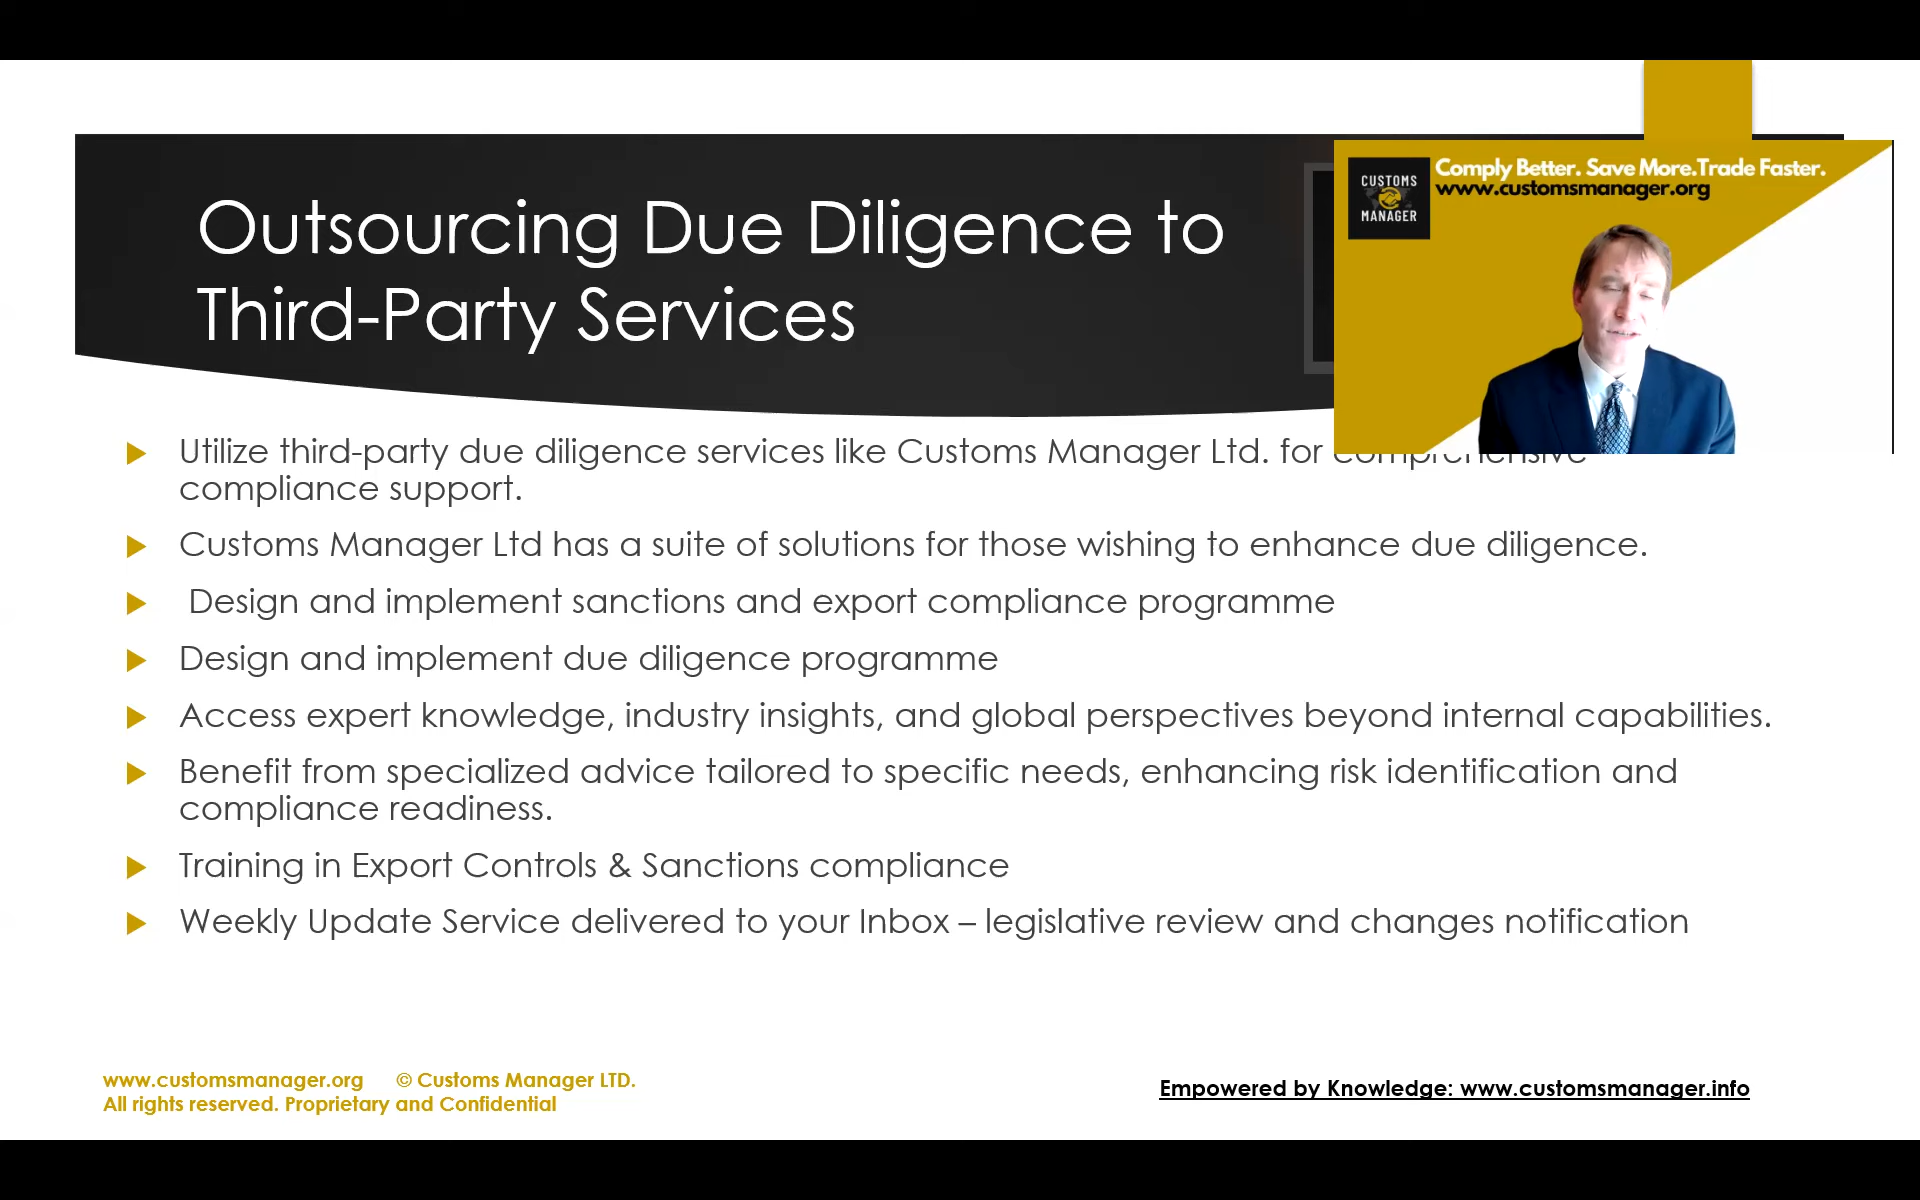 Outsourcing Due Diligence to
Third-Party Services
CUSTOMS
MANAGER
Comply Better. Save More.Trade Faster.
www.customsmanager.org
Utilize third-party due diligence services like Customs Manager Ltd. for comprehensive
compliance support.
Customs Manager Ltd has a suite of solutions for those wishing to enhance due diligence.
Design and implement sanctions and export compliance programme
Design and implement due diligence programme
Access expert knowledge, industry insights, and global perspectives beyond internal capabilities.
Benefit from specialized advice tailored to specific needs, enhancing risk identification and
compliance readiness.
Training in Export Controls & Sanctions compliance
Weekly Update Service delivered to your Inbox – legislative review and changes notification
www.customsmanager.org © Customs Manager LTD.
All rights reserved. Proprietary and Confidential
Empowered by Knowledge: www.customsmanager.info